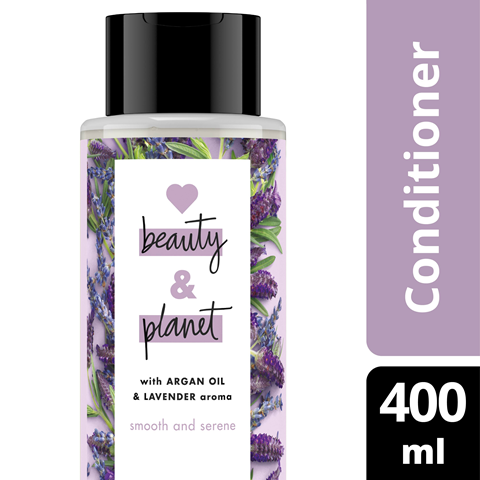 beauty
&
planet
with ARGAN OIL
& LAVENDER aroma
smooth and serene
Conditioner
400
ml